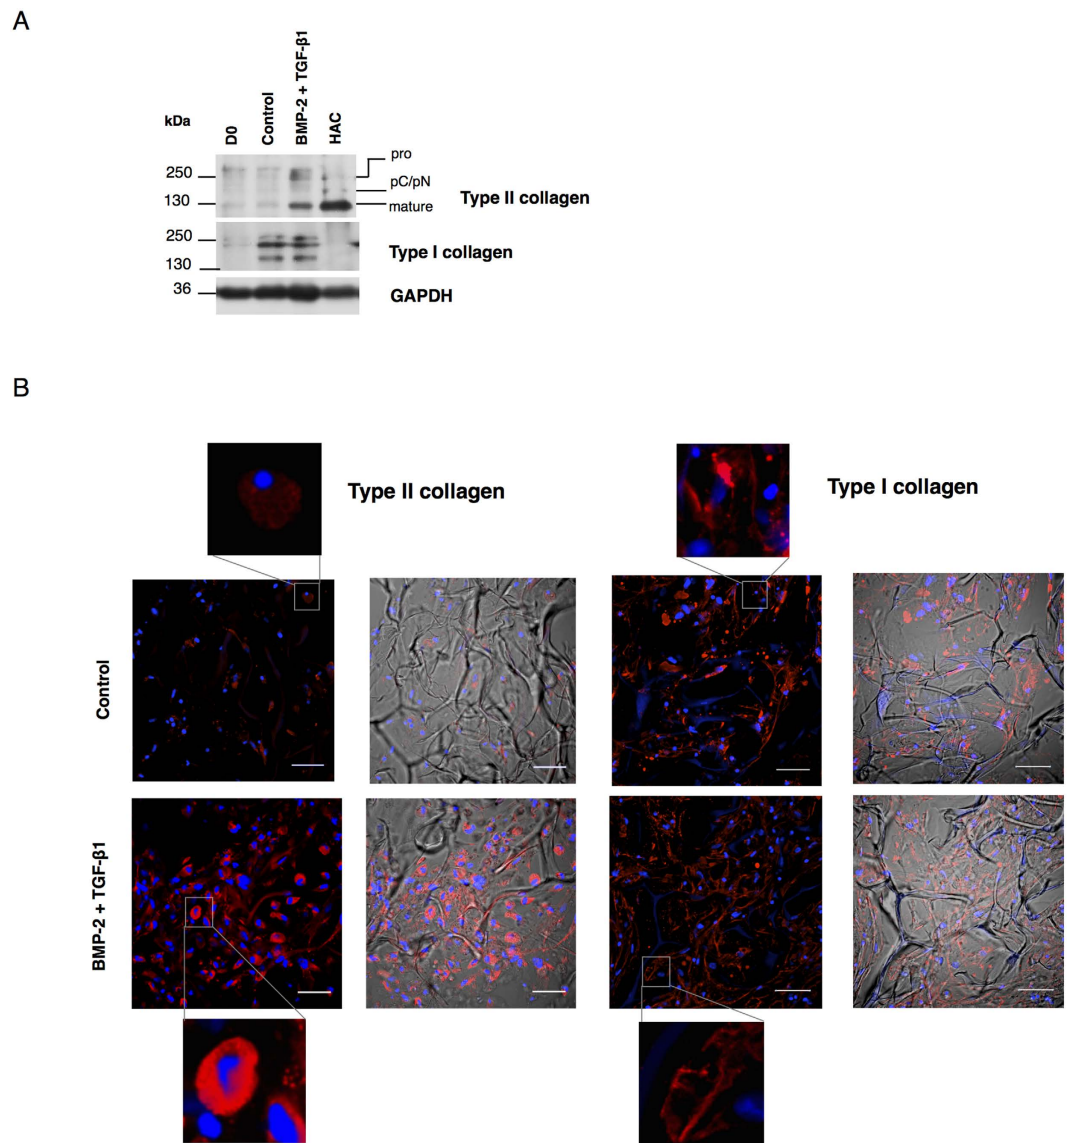 A
kDa
D0
Control
BMP-2 + TGF-β1
HAC
250
130
pro
pC/pN
mature
Type II collagen
250
130
Type I collagen
36
GAPDH
B
Type II collagen
Type I collagen
Control
BMP-2 + TGF-β1